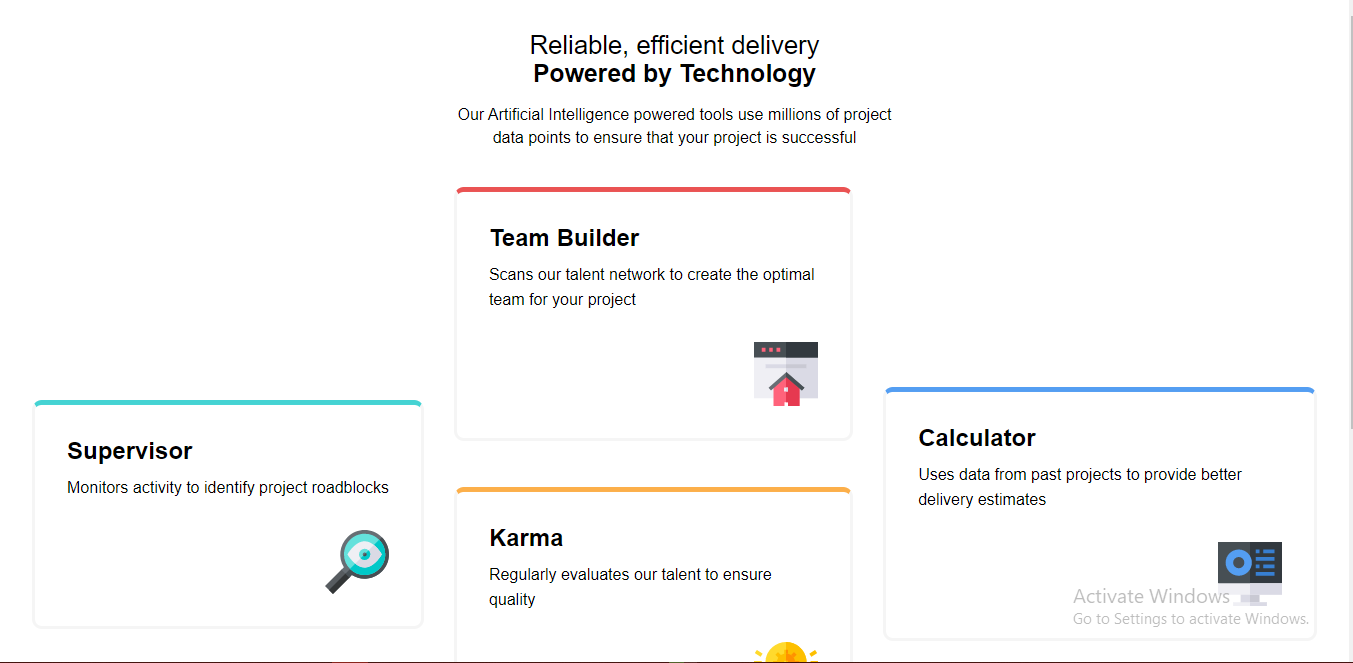 Reliable, efficient delivery
Powered by Technology
Our Artificial Intelligence powered tools use millions of project
data points to ensure that your project is successful
Team Builder
Scans our talent network to create the optimal
team for your project
Supervisor
Monitors activity to identify project roadblocks
Karma
Regularly evaluates our talent to ensure
quality
Calculator
Uses data from past projects to provide better
delivery estimates
Activate Windows
Go to Settings to activate Windows.